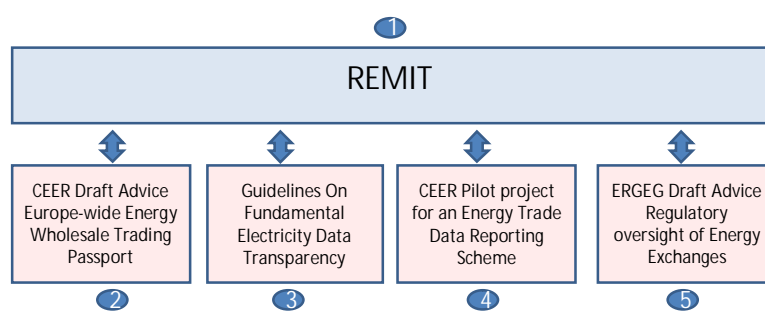 1
REMIT
CEER Draft Advice
Europe-wide Energy
Wholesale Trading
Passport
Guidelines On
Fundamental
Electricity Data
Transparency
CEER Pilot project
for an Energy Trade
Data Reporting
Scheme
ERGEG Draft Advice
Regulatory
oversight of Energy
Exchanges
2
3
4
5